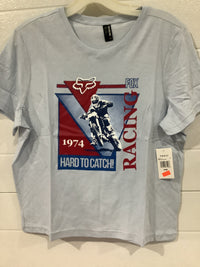 FOX
RACING
1974
HARD TO CATCH!!